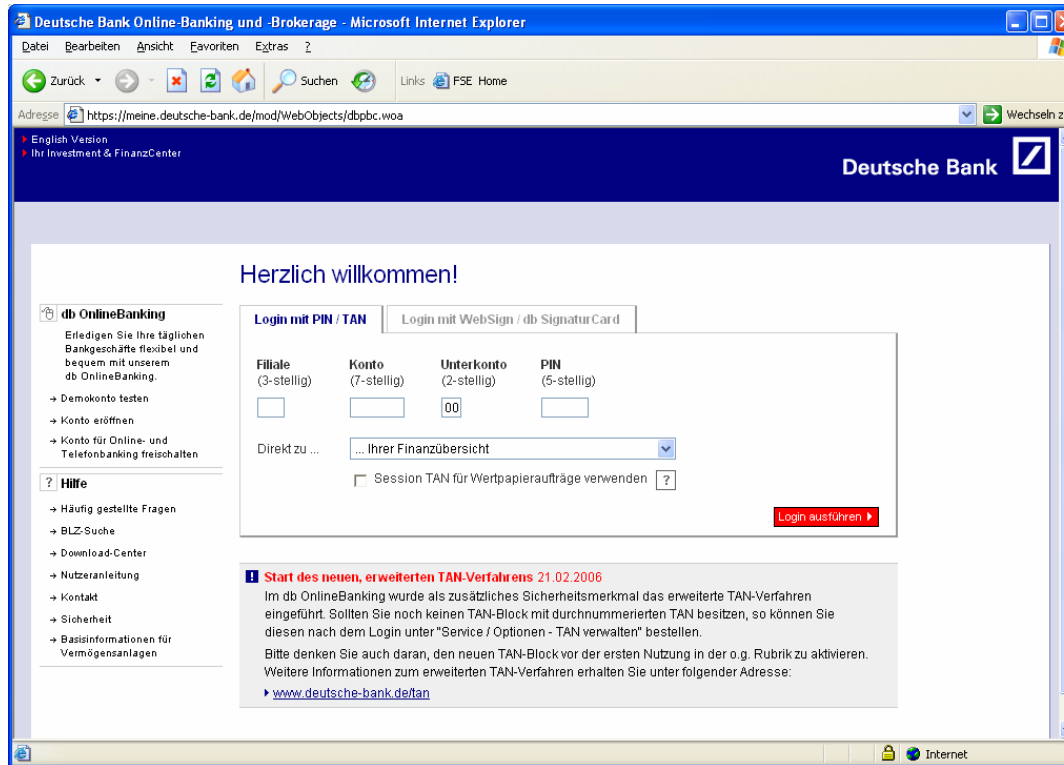 Deutsche Bank Online-Banking und -Brokerage - Microsoft Internet Explorer
Datei Bearbeiten Ansicht Favoriten Extras ?
Zurück Suchen Links FSE Home
Adresse https://meine.deutsche-bank.de/mod/WebObjects/dbpbc.woa Wechseln z
English Version
Ihr Investment & FinanzCenter
Deutsche Bank
Herzlich willkommen!
db OnlineBanking
Erledigen Sie Ihre täglichen
Bankgeschäfte flexibel und
bequem mit unserem
db OnlineBanking.
→ Demokonto testen
→ Konto eröffnen
→ Konto für Online- und
Telefonbanking freischalten
? Hilfe
→ Häufig gestellte Fragen
→ BLZ-Suche
→ Download-Center
→ Nutzeranleitung
→ Kontakt
→ Sicherheit
→ Basisinformationen für
Vermögensanlagen
Login mit PIN / TAN Login mit WebSign / db SignaturCard
Filiale Konto Unterkonto PIN
(3-stellig) (7-stellig) (2-stellig) (5-stellig)
00
Direkt zu ... ... Ihrer Finanzübersicht
Session TAN für Wertpapieraufträge verwenden ?
Login ausführen
! Start des neuen, erweiterten TAN-Verfahrens 21.02.2006
Im db OnlineBanking wurde als zusätzliches Sicherheitsmerkmal das erweiterte TAN-Verfahren
eingeführt. Sollten Sie noch keinen TAN-Block mit durchnummerierten TAN besitzen, so können Sie
diesen nach dem Login unter "Service / Optionen - TAN verwalten" bestellen.
Bitte denken Sie auch daran, den neuen TAN-Block vor der ersten Nutzung in der o.g. Rubrik zu aktivieren.
Weitere Informationen zum erweiterten TAN-Verfahren erhalten Sie unter folgender Adresse:
www.deutsche-bank.de/tan
Internet